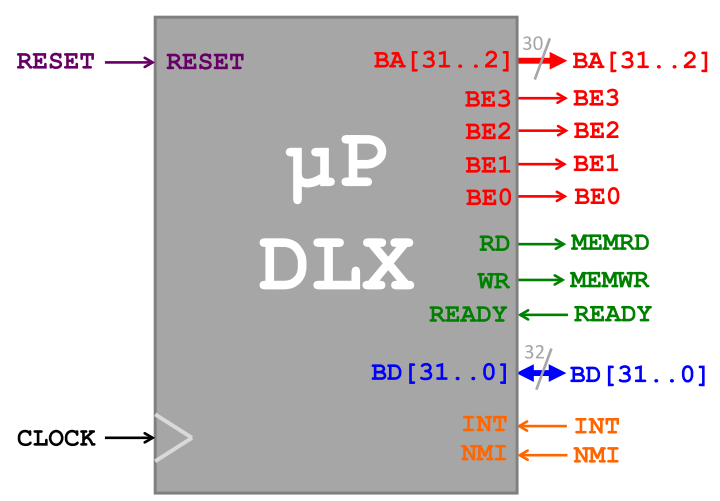 30
RESET RESET BA[31..2] BA[31..2]
BE3 BE3
BE2 BE2
BE1 BE1
BE0 BE0
µP
DLX
RD MEMRD
WR MEMWR
READY READY
32
BD[31..0] BD[31..0]
INT INT
CLOCK
NMI NMI